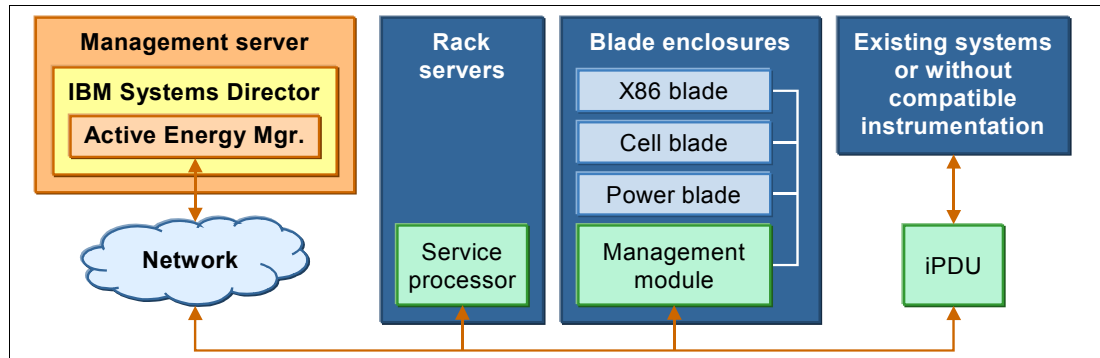 Management server
IBM Systems Director
Active Energy Mgr.
Network
Rack
servers
Service
processor
Blade enclosures
X86 blade
Cell blade
Power blade
Management
module
Existing systems
or without
compatible
instrumentation
iPDU